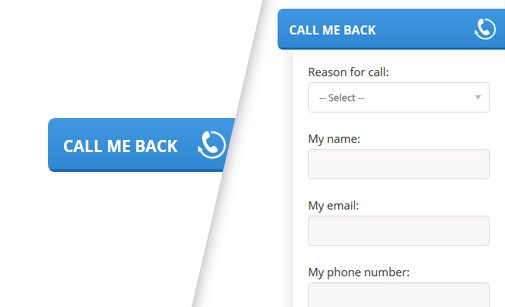 CALL ME BACK
CALL ME BACK
Reason for call:
-- Select --
My name:
My email:
My phone number: